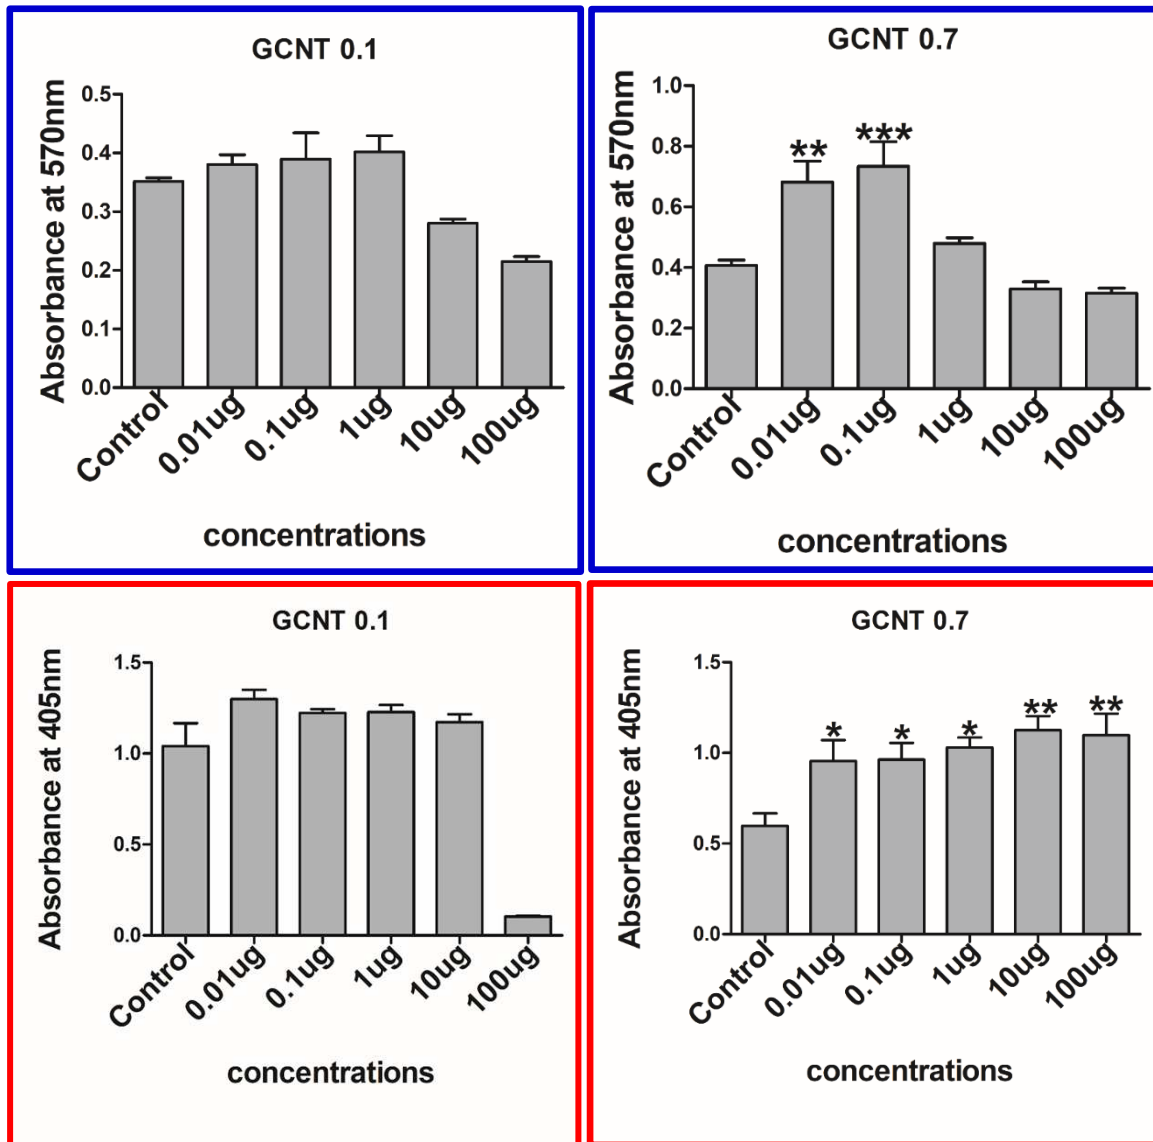 GCNT 0.1
Absorbance at 570nm
0.5
0.4
0.3
0.2
0.1
0.0
Control
0.01ug
0.1ug
1ug
10ug
100ug
concentrations
GCNT 0.7
Absorbance at 570nm
1.0
0.8
0.6
0.4
0.2
0.0
**
***
Control
0.01ug
0.1ug
1ug
10ug
100ug
concentrations
GCNT 0.1
Absorbance at 405nm
1.5
1.0
0.5
0.0
Control
0.01ug
0.1ug
1ug
10ug
100ug
concentrations
GCNT 0.7
Absorbance at 405nm
1.5
1.0
0.5
0.0
*
*
*
**
**
Control
0.01ug
0.1ug
1ug
10ug
100ug
concentrations